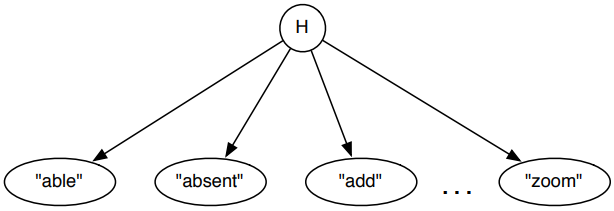 H
"able" "absent" "add" . . . "zoom"